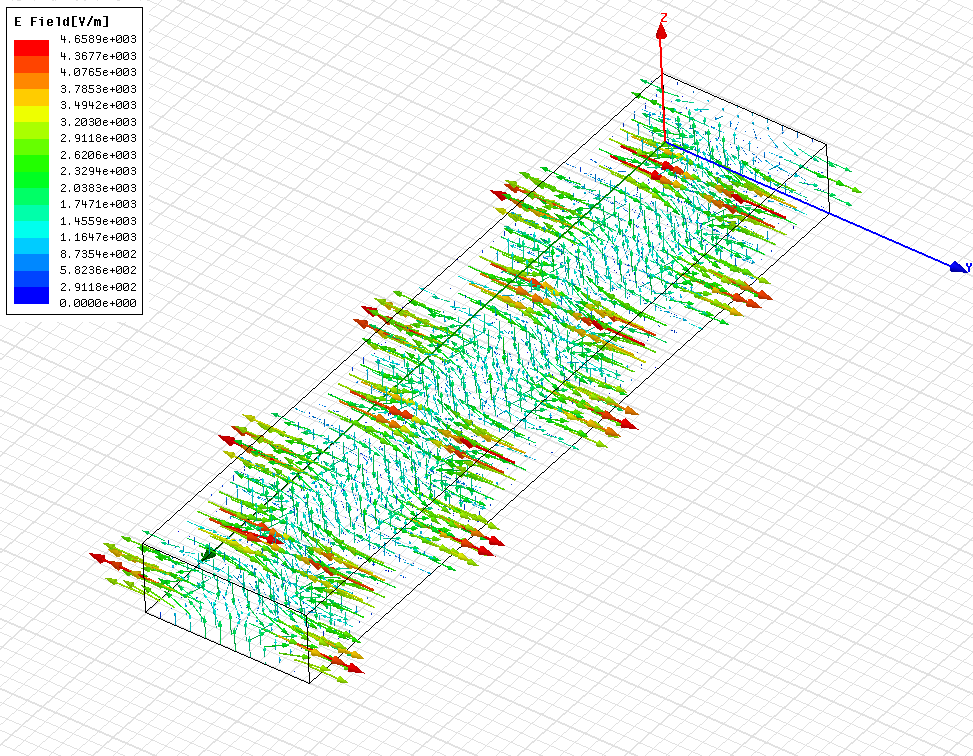 E Field[V/m]
4.6589e+003
4.3677e+003
4.0765e+003
3.7853e+003
3.4942e+003
3.2030e+003
2.9118e+003
2.6206e+003
2.3294e+003
2.0383e+003
1.7471e+003
1.4559e+003
1.1647e+003
8.7354e+002
5.8236e+002
2.9118e+002
0.0000e+000
Z
Y